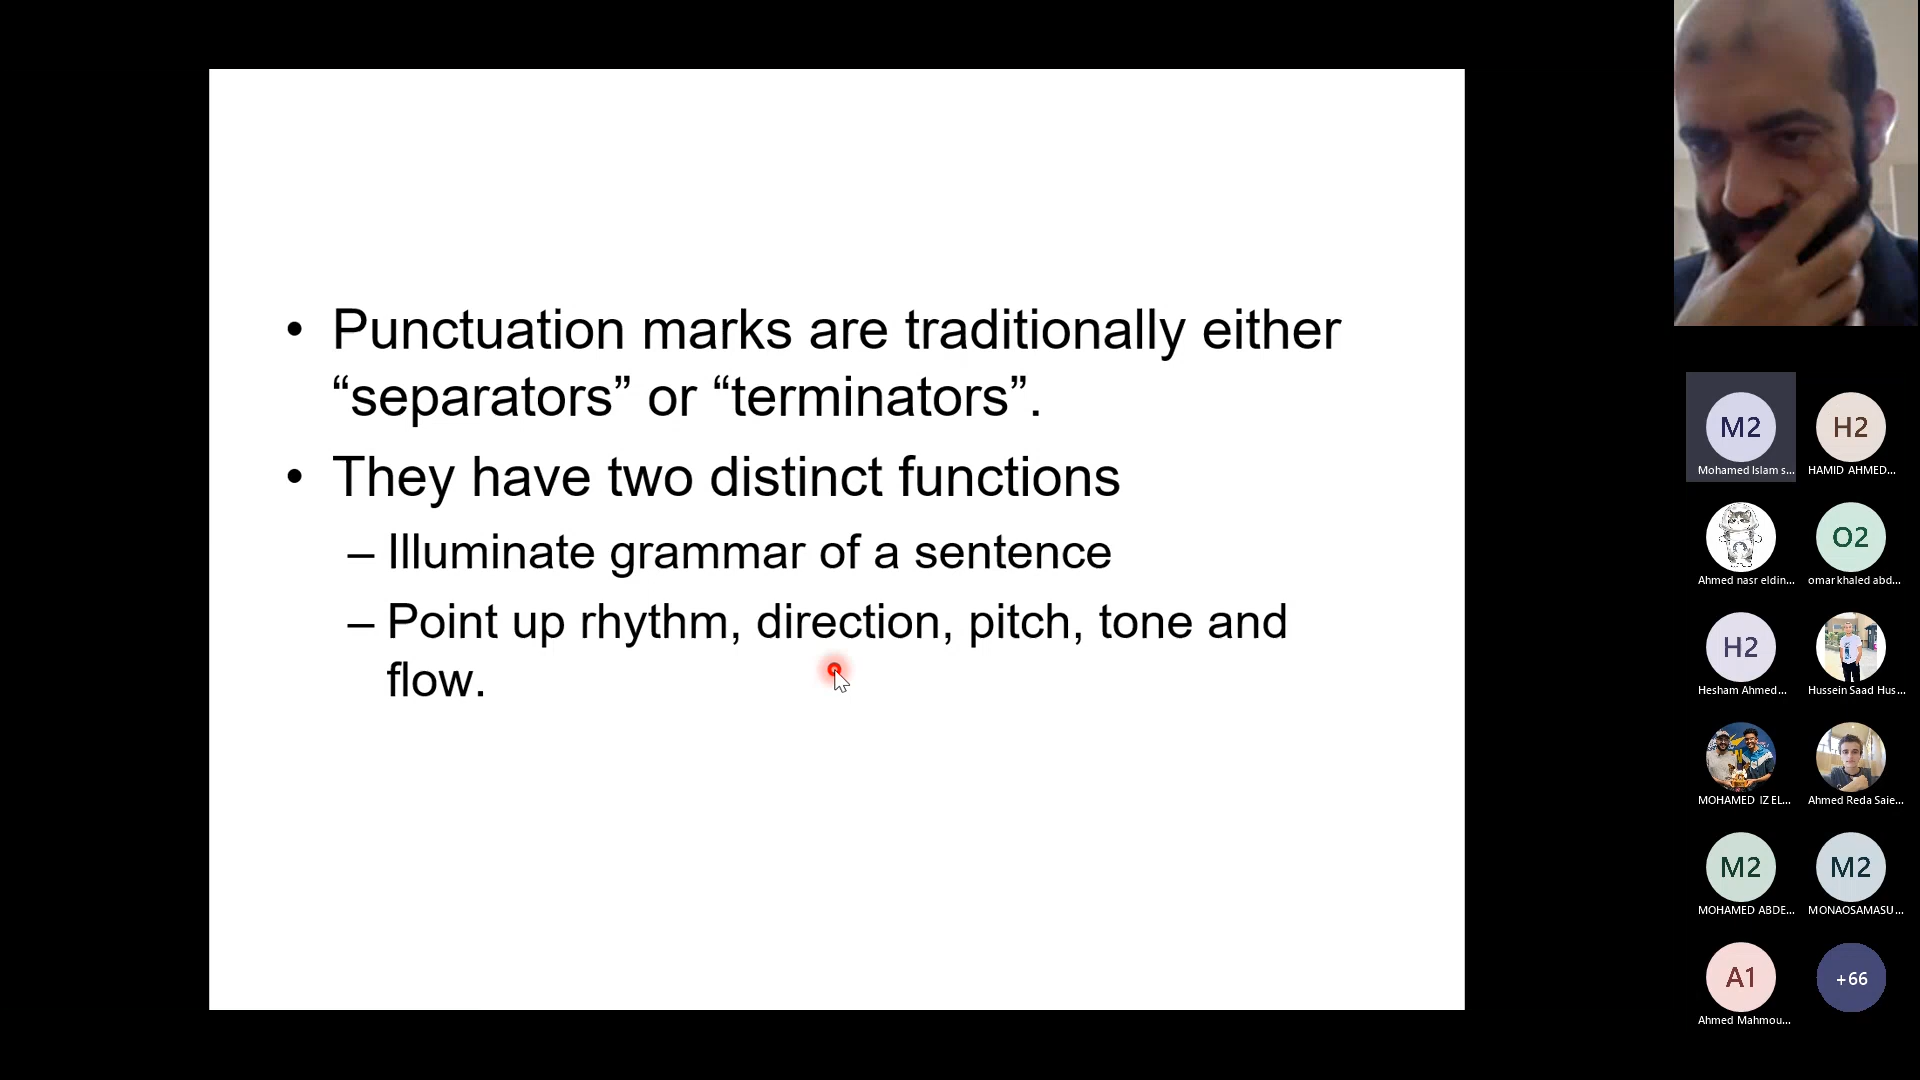 • Punctuation marks are traditionally either
“separators” or “terminators”.
• They have two distinct functions
– Illuminate grammar of a sentence
– Point up rhythm, direction, pitch, tone and
flow.
M2 H2
Mohamed Islam s... HAMID AHMED...
O2
Ahmed nasr eldin... omar khaled abd...
H2
Hesham Ahmed... Hussein Saad Hus...
MOHAMED IZ EL... Ahmed Reda Saie...
M2 M2
MOHAMED ABDE... MONAOSAMASU...
A1 +66
Ahmed Mahmou...